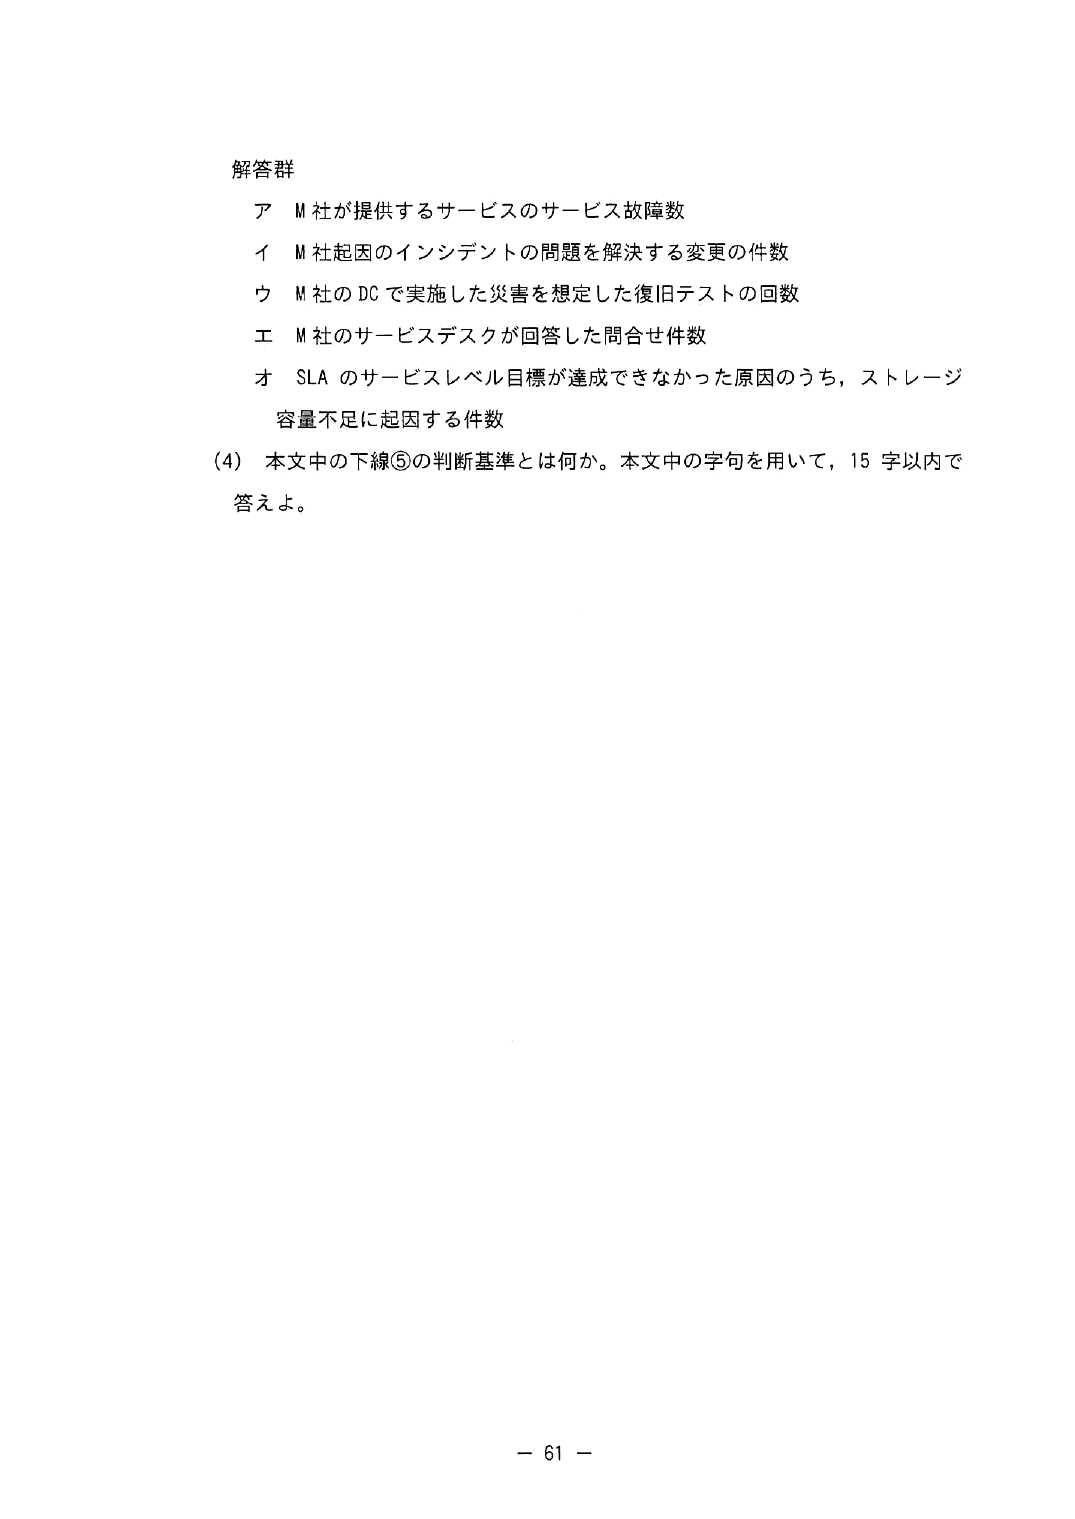 解答群
ア M社が提供するサービスのサービス故障数
イ M社起因のインシデントの問題を解決する変更の件数
ウ M社のDCで実施した災害を想定した復旧テストの回数
エ M社のサービスデスクが回答した問合せ件数
オ SLA のサービスレベル目標が達成できなかった原因のうち，ストレージ
容量不足に起因する件数
(4) 本文中の下線⑤の判断基準とは何か。本文中の字句を用いて，15 字以内で
答えよ。
－ 61 －